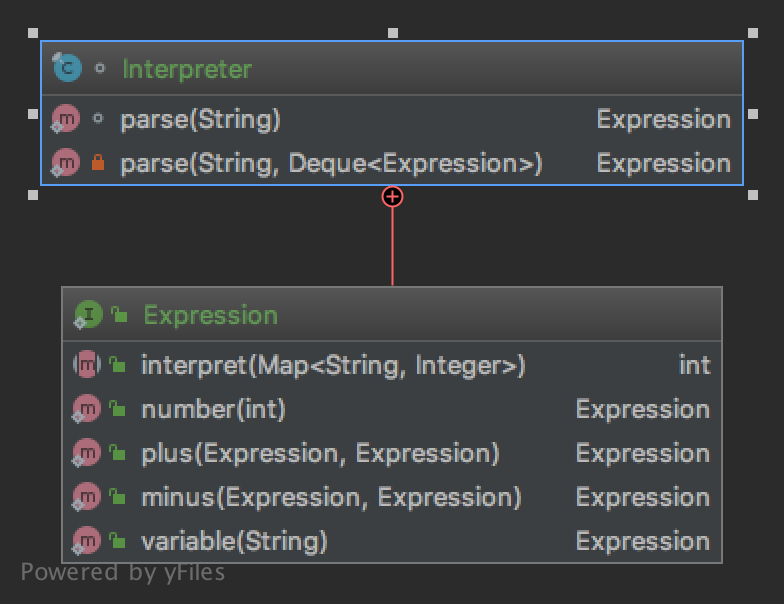 Interpreter
parse(String) Expression
parse(String, Deque<Expression>) Expression
Expression
interpret(Map<String, Integer>) int
number(int) Expression
plus(Expression, Expression) Expression
minus(Expression, Expression) Expression
variable(String) Expression
Powered by yFiles